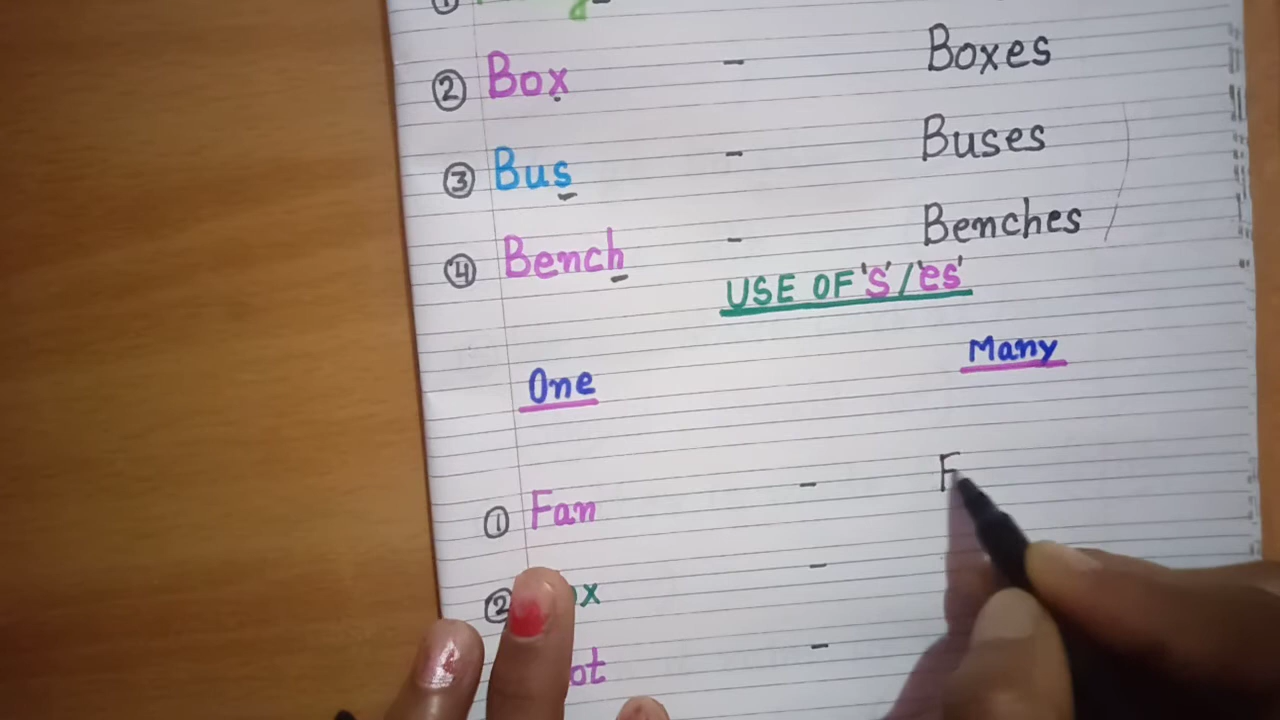 ② Box - Boxes
③ Bus - Buses
④ Bench - Benches
USE OF 's' / 'es'
One Many
① Fan - F
② -
-